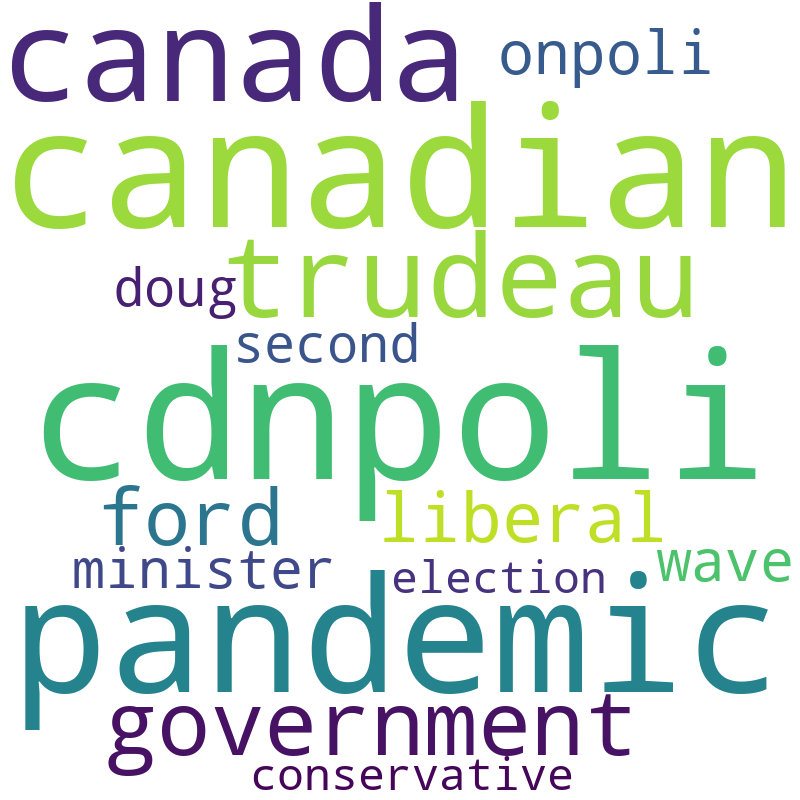 canada onpoli
canadian
trudeau
doug
second
cdnpoli
ford liberal
minister election wave
pandemic
government
conservative